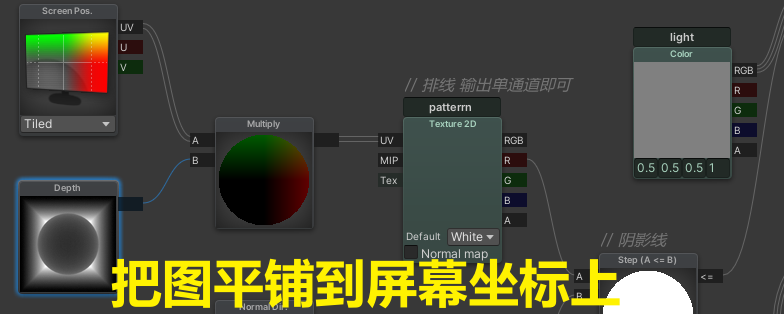 Screen Pos.
UV
U
V
Tiled
Depth
Multiply
A
B
// 排线 输出单通道即可
patterrn
Texture 2D
UV
RGB
MIP
R
Tex
G
B
A
Default
White
Normal map
light
Color
RGB
R
G
B
A
0.5
0.5
0.5
1
// 阴影线
Step (A <= B)
A
<=
B
Normal Dir.
把图平铺到屏幕坐标上